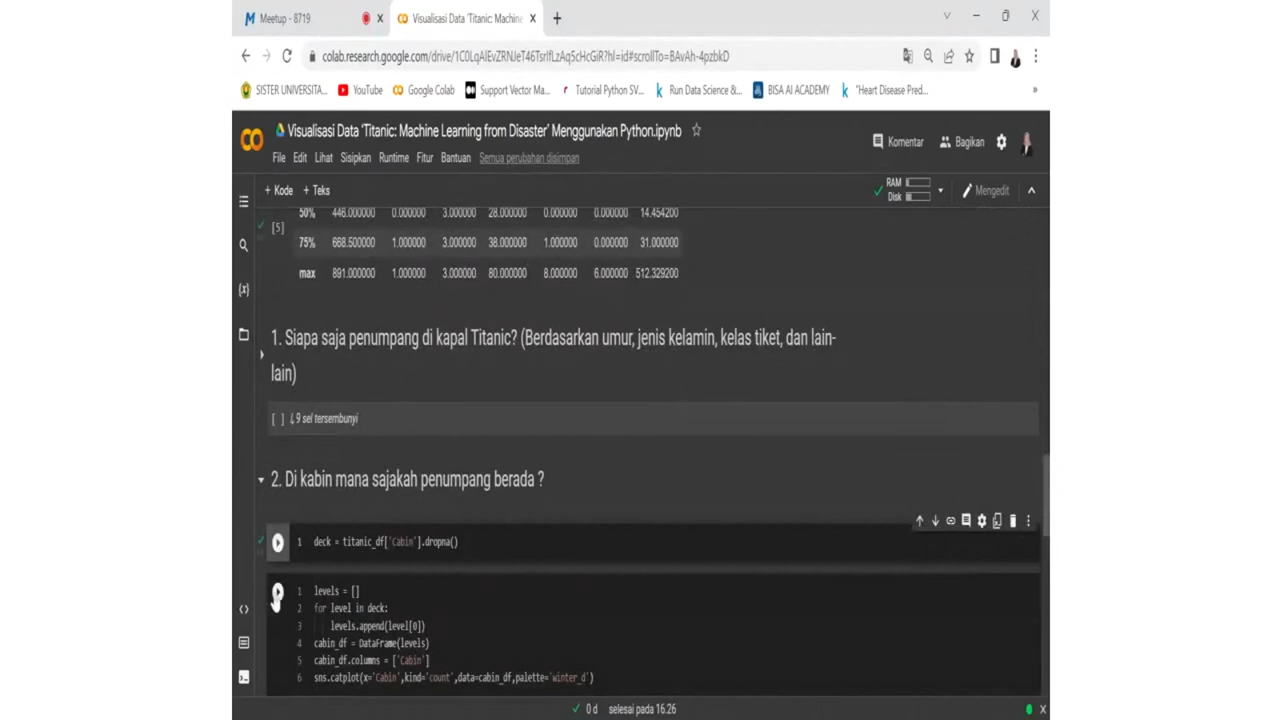 Meetup - 8719
Visualisasi Data 'Titanic: Machine
colab.research.google.com/drive/1C0LqAlEvZRNJeT46TsrlfLzAq5cHcGiR?hl=id#scrollTo=BAvAh-4pzbkD
SISTER UNIVERSITA... YouTube Google Colab Support Vector Ma... Tutorial Python SV... Run Data Science &... BISA AI ACADEMY "Heart Disease Pred... »
Visualisasi Data 'Titanic: Machine Learning from Disaster' Menggunakan Python.ipynb
Komentar Bagikan
File Edit Lihat Sisipkan Runtime Fitur Bantuan Semua perubahan disimpan
+ Kode + Teks
RAM
Disk
Mengedit
50% 446.000000 0.000000 3.000000 28.000000 0.000000 0.000000 14.454200
[5]
75% 668.500000 1.000000 3.000000 38.000000 1.000000 0.000000 31.000000
max 891.000000 1.000000 3.000000 80.000000 8.000000 6.000000 512.329200
1. Siapa saja penumpang di kapal Titanic? (Berdasarkan umur, jenis kelamin, kelas tiket, dan lain-
lain)
[ ] ↳ 9 sel tersembunyi
2. Di kabin mana sajakah penumpang berada ?
1 deck = titanic_df['Cabin'].dropna()
1 levels = []
2 for level in deck:
3 levels.append(level[0])
4 cabin_df = DataFrame(levels)
5 cabin_df.columns = ['Cabin']
6 sns.catplot(x='Cabin',kind='count',data=cabin_df,palette='winter_d')
0 d selesai pada 16.26